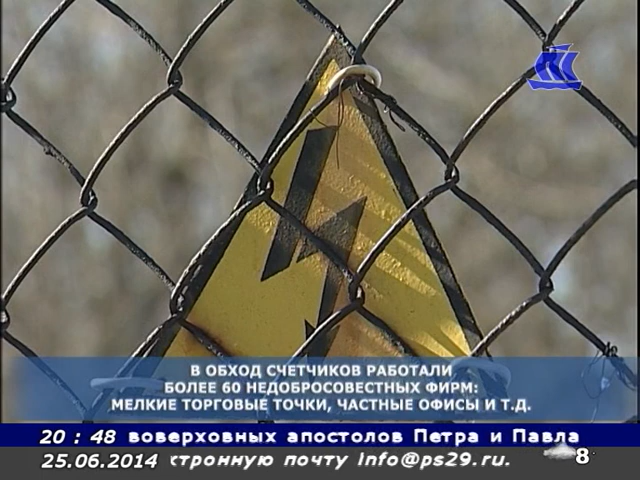 В ОБХОД СЧЕТЧИКОВ РАБОТАЛИ
БОЛЕЕ 60 НЕДОБРОСОВЕСТНЫХ ФИРМ:
МЕЛКИЕ ТОРГОВЫЕ ТОЧКИ, ЧАСТНЫЕ ОФИСЫ И Т.Д.
20 : 48 воверховных апостолов Петра и Павла
25.06.2014 ктронную почту info@ps29.ru. 8